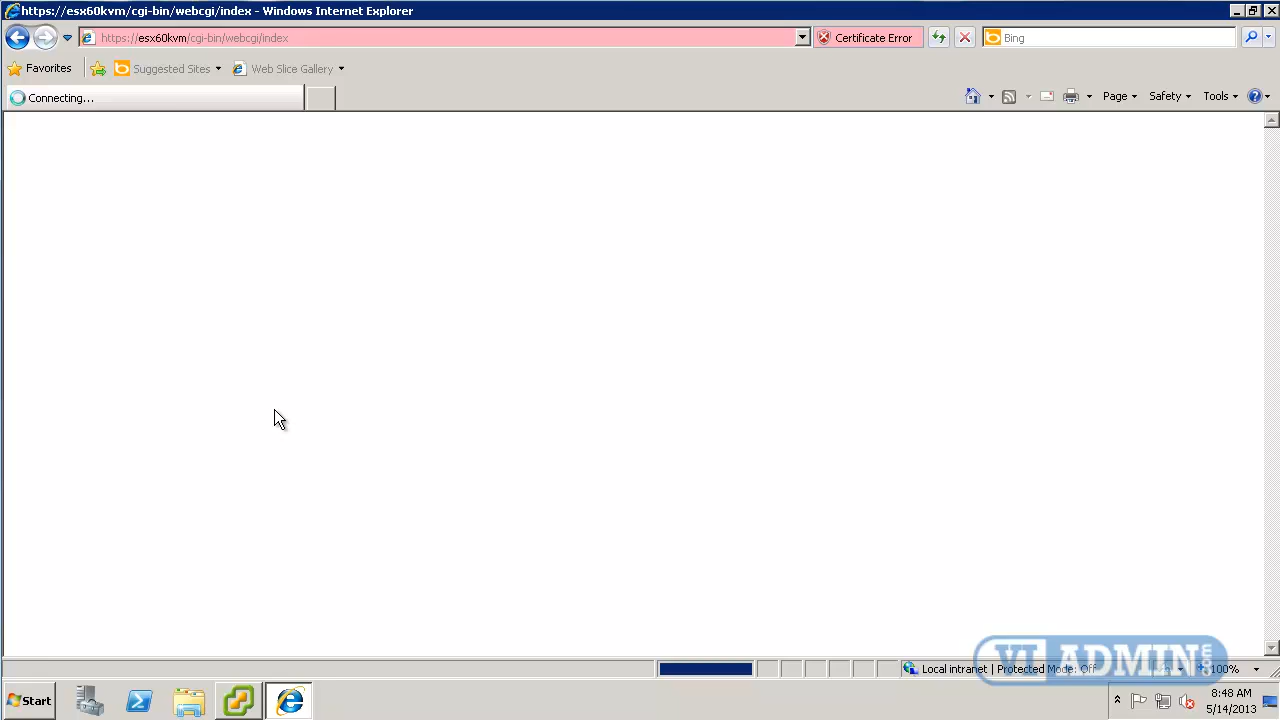 https://esx60kvm/cgi-bin/webcgi/index - Windows Internet Explorer
https://esx60kvm/cgi-bin/webcgi/index
Certificate Error
Bing
Favorites
Suggested Sites
Web Slice Gallery
Connecting...
Page
Safety
Tools
Local intranet | Protected Mode: Off
100%
VI ADMIN.com
Start
8:48 AM
5/14/2013